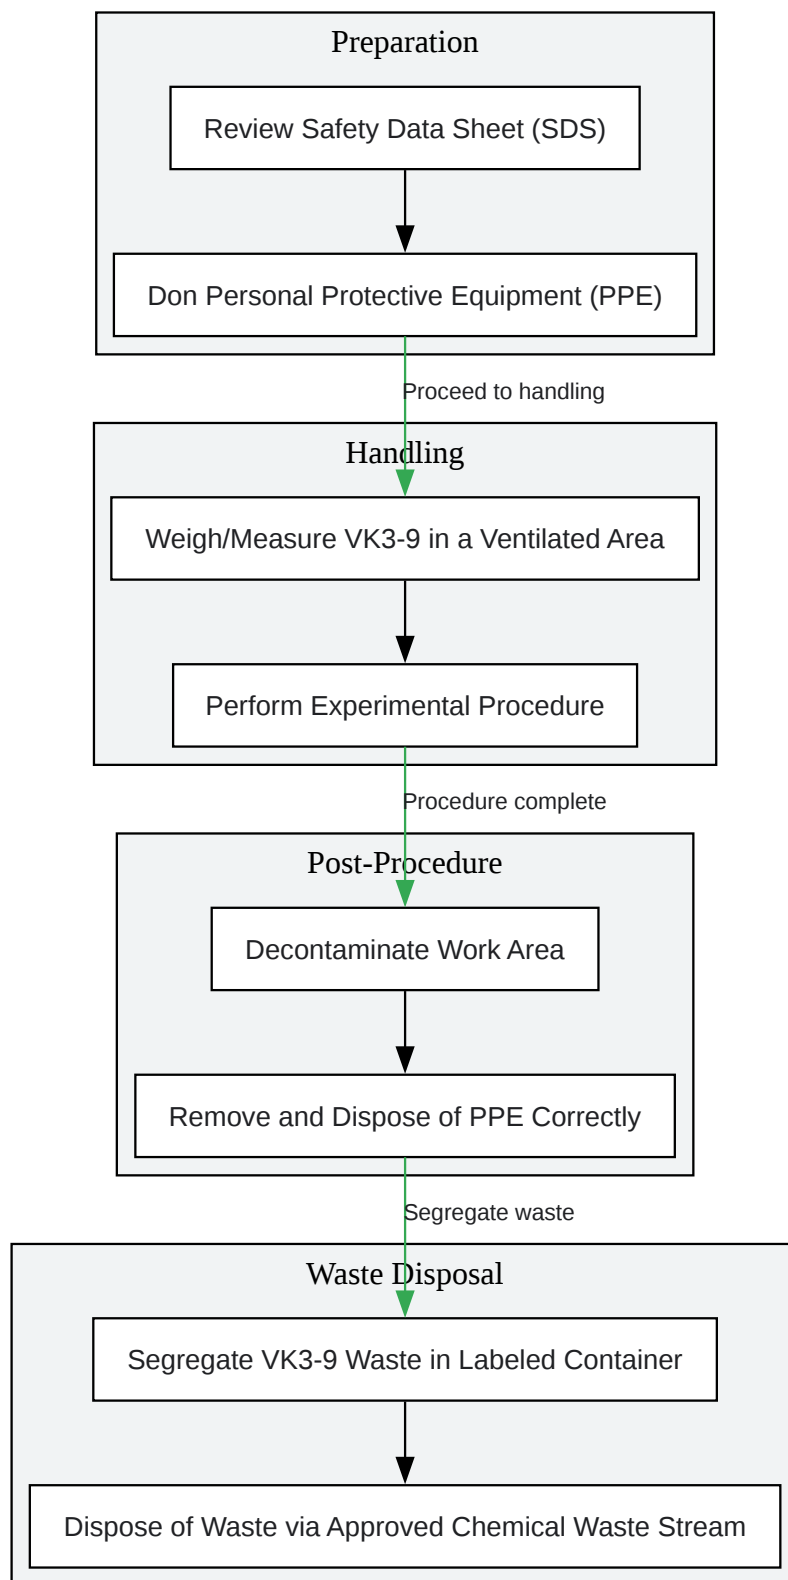 Preparation
Review Safety Data Sheet (SDS)
Don Personal Protective Equipment (PPE)
Proceed to handling
Handling
Weigh/Measure VK3-9 in a Ventilated Area
Perform Experimental Procedure
Procedure complete
Post-Procedure
Decontaminate Work Area
Remove and Dispose of PPE Correctly
Segregate waste
Waste Disposal
Segregate VK3-9 Waste in Labeled Container
Dispose of Waste via Approved Chemical Waste Stream